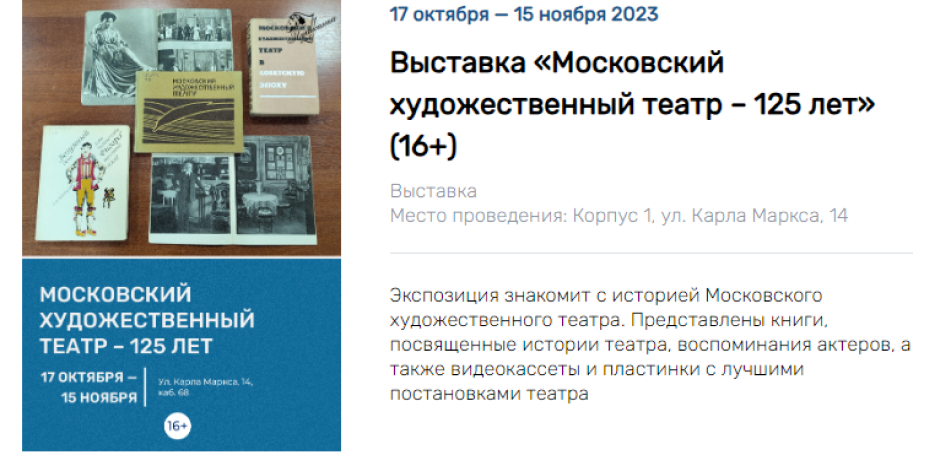 МОСКОВСКИЙ
ХУДОЖЕСТВЕННЫЙ
ТЕАТР
В
СОВЕТСКУЮ
ЭПОХУ
МОСКОВСКИЙ
ХУДОЖЕСТВЕННЫЙ
ТЕАТР
МОСКОВСКИЙ
ХУДОЖЕСТВЕННЫЙ
ТЕАТР – 125 ЛЕТ
17 ОКТЯБРЯ —
15 НОЯБРЯ
Ул. Карла Маркса, 14,
каб. 68
16+
17 октября — 15 ноября 2023
Выставка «Московский
художественный театр – 125 лет»
(16+)
Выставка
Место проведения: Корпус 1, ул. Карла Маркса, 14
Экспозиция знакомит с историей Московского
художественного театра. Представлены книги,
посвященные истории театра, воспоминания актеров, а
также видеокассеты и пластинки с лучшими
постановками театра